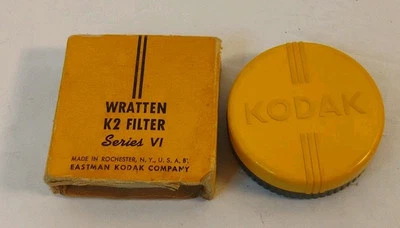 WRATTEN
K2 FILTER
Series VI
MADE IN ROCHESTER, N. Y., U. S. A. BY
EASTMAN KODAK COMPANY
KODAK